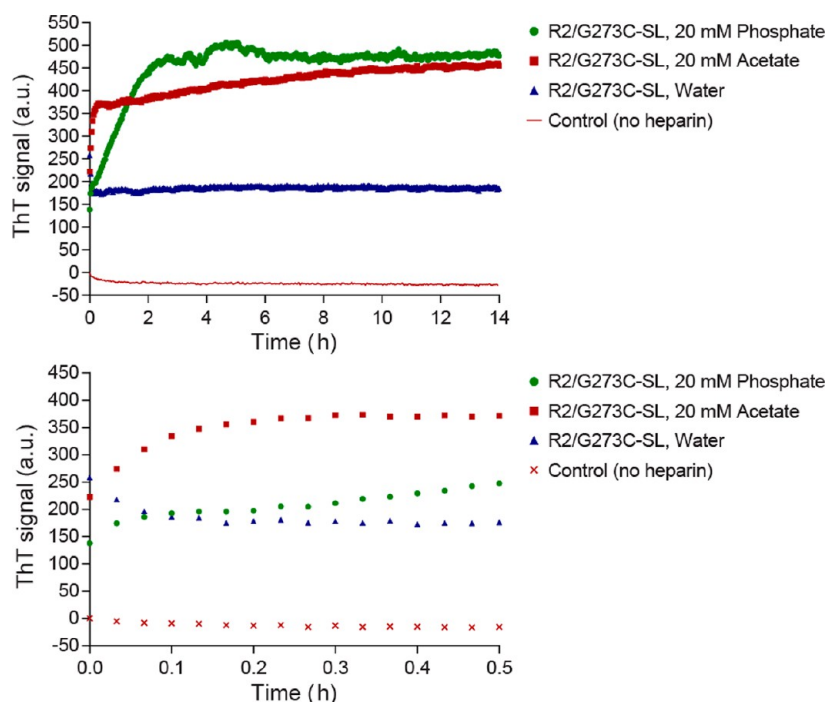 550
500
450
400
350
300
250
200
150
100
50
0
-50
ThT signal (a.u.)
0 2 4 6 8 10 12 14
Time (h)
R2/G273C-SL, 20 mM Phosphate
R2/G273C-SL, 20 mM Acetate
R2/G273C-SL, Water
Control (no heparin)
450
400
350
300
250
200
150
100
50
0
-50
ThT signal (a.u.)
0.0 0.1 0.2 0.3 0.4 0.5
Time (h)
R2/G273C-SL, 20 mM Phosphate
R2/G273C-SL, 20 mM Acetate
R2/G273C-SL, Water
Control (no heparin)